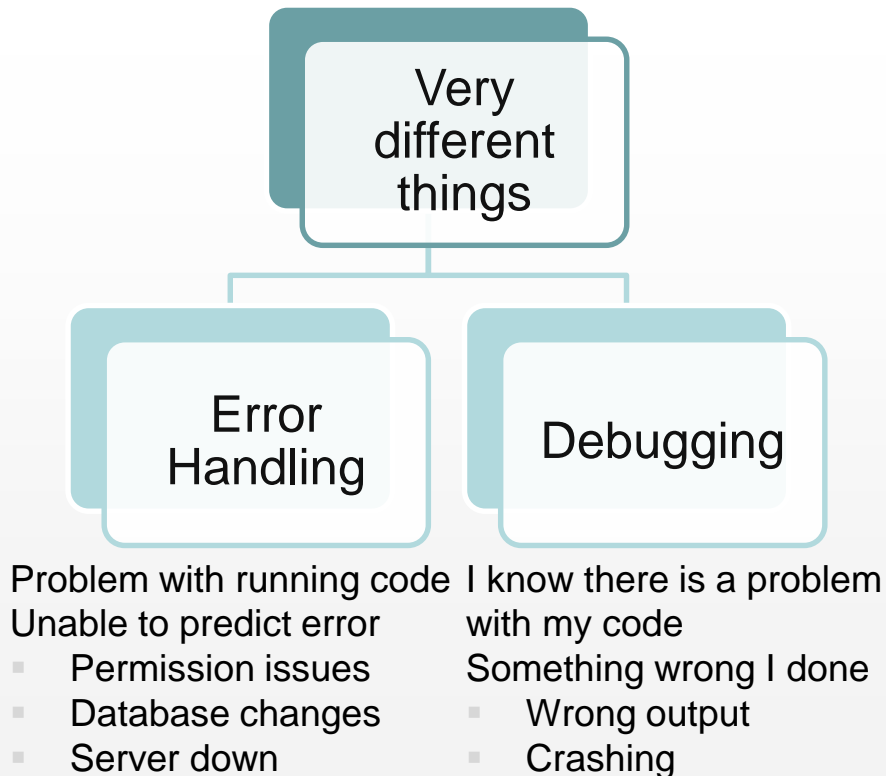 Very
different
things
Error
Handling
Debugging
Problem with running code
Unable to predict error
▪ Permission issues
▪ Database changes
▪ Server down
I know there is a problem
with my code
Something wrong I done
▪ Wrong output
▪ Crashing